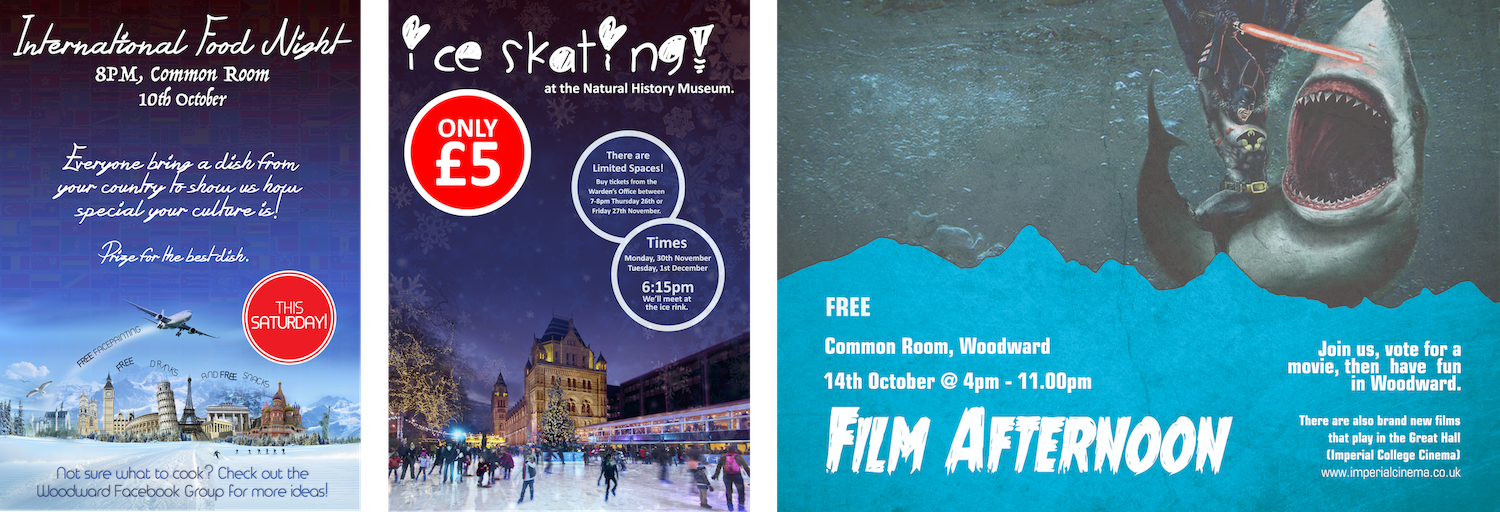 International Food Night
8PM, Common Room
10th October
Everyone bring a dish from
your country to show us how
special your culture is!
Prize for the best dish.
THIS
SATURDAY!
FREE FACEPAINTING
FREE DRINKS AND FREE SNACKS
Not sure what to cook? Check out the
Woodward Facebook Group for more ideas!
ice skating!
at the Natural History Museum.
ONLY
£5
There are
Limited Spaces!
Buy tickets from the
Warden's Office between
7-8pm Thursday 26th or
Friday 27th November.
Times
Monday, 30th November
Tuesday, 1st December
6:15pm
We'll meet at
the ice rink.
FREE
Common Room, Woodward
14th October @ 4pm - 11.00pm
FILM AFTERNOON
Join us, vote for a
movie, then have fun
in Woodward.
There are also brand new films
that play in the Great Hall
(Imperial College Cinema)
www.imperialcinema.co.uk